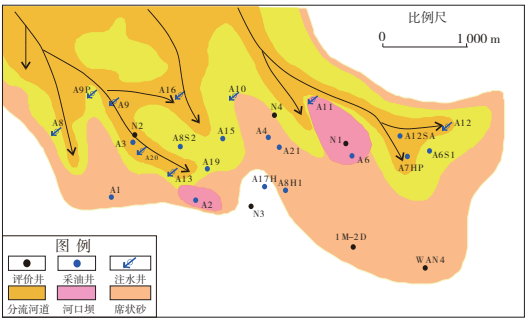 比例尺
0 1 000 m
A9P
A16
A10
A9
A11
A8
N2
N4
A12
A3
A8S2
A15
A4
N1
A12SA
A20
A21
A6
A6S1
A19
A7HP
A13
A17H
A8H1
A1
A2
N3
1M-2D
WAN4
图 例
评价井 采油井 注水井
分流河道 河口坝 席状砂